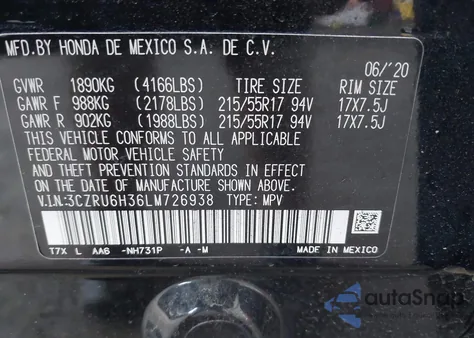 MFD.BY HONDA DE MEXICO S.A. DE C.V.
06/'20
GVWR 1890KG (4166LBS) TIRE SIZE RIM SIZE
GAWR F 988KG (2178LBS) 215/55R17 94V 17X7.5J
GAWR R 902KG (1988LBS) 215/55R17 94V 17X7.5J
THIS VEHICLE CONFORMS TO ALL APPLICABLE
FEDERAL MOTOR VEHICLE SAFETY
AND THEFT PREVENTION STANDARDS IN EFFECT
ON THE DATE OF MANUFACTURE SHOWN ABOVE.
V.I.N:3CZRU6H36LM726938 TYPE: MPV
T7X L AA6 -NH731P -A -M MADE IN MEXICO
autoSnap